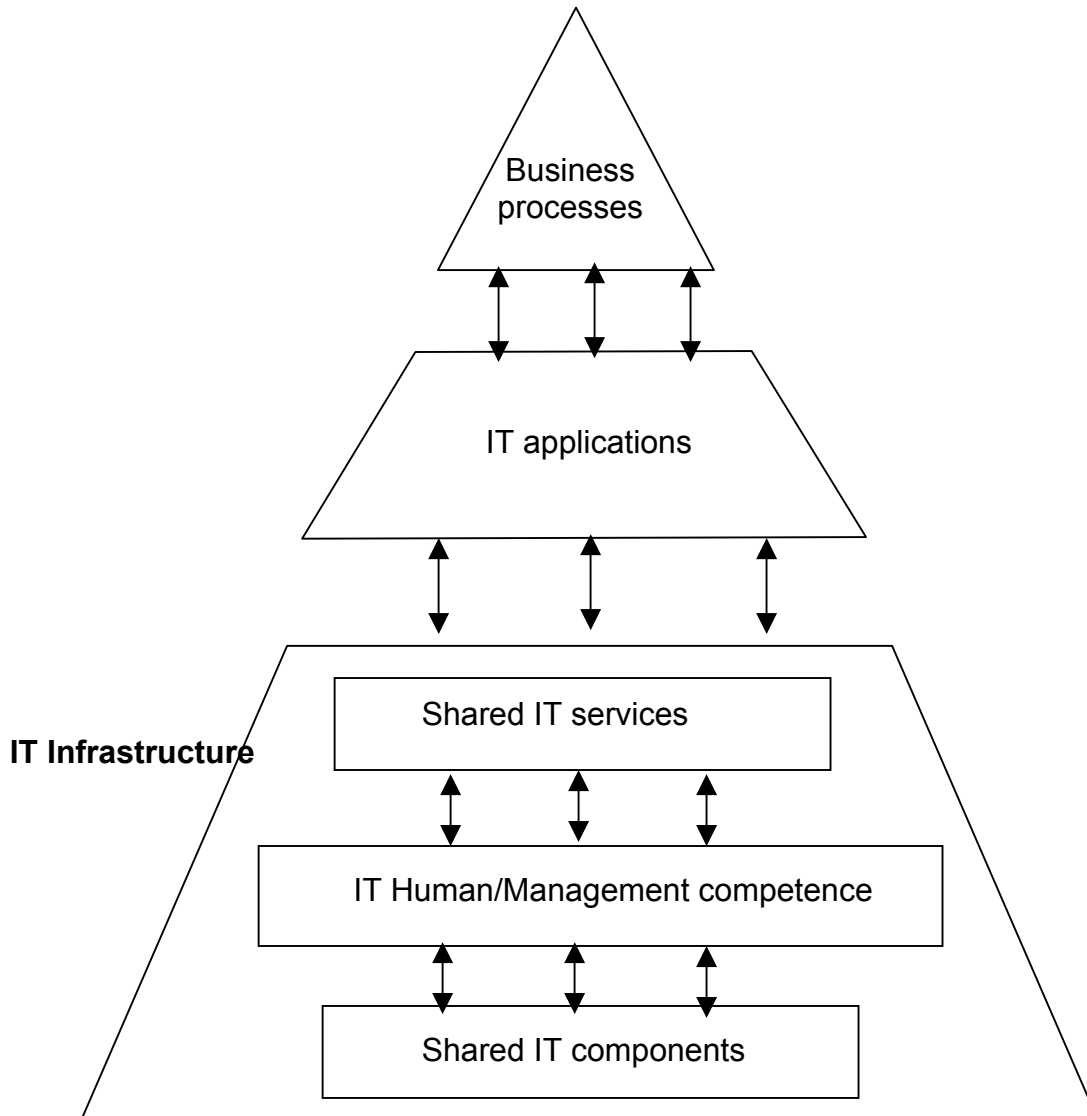 Business
processes
IT applications
Shared IT services
IT Infrastructure
IT Human/Management competence
Shared IT components